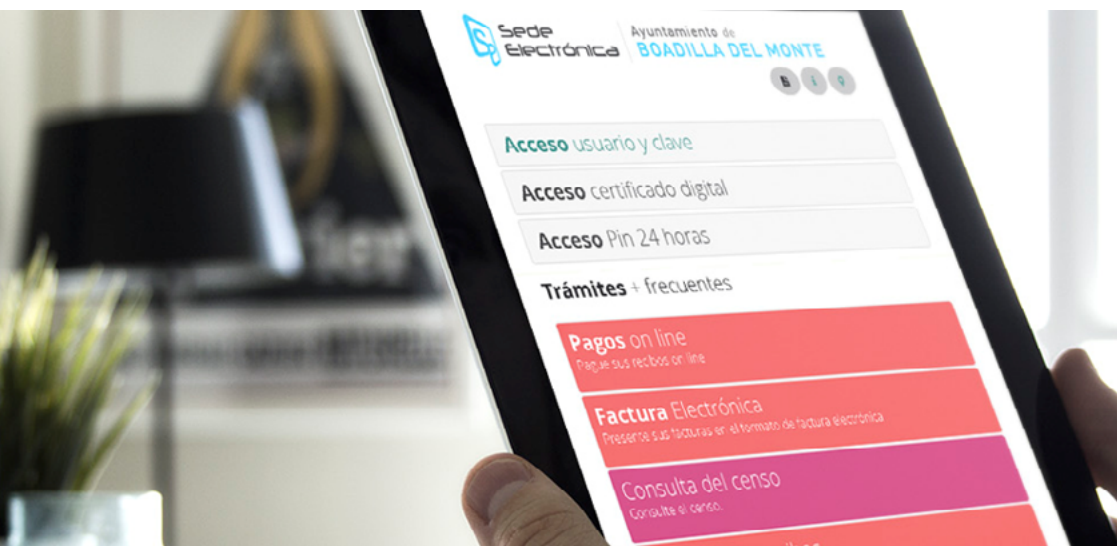 Sede
Electrónica
Ayuntamiento de
BOADILLA DEL MONTE
Acceso usuario y clave
Acceso certificado digital
Acceso Pin 24 horas
Trámites + frecuentes
Pagos on line
Pague sus recibos on line
Factura Electrónica
Presente sus facturas en el formato de factura electrónica
Consulta del censo
Consulte el censo.